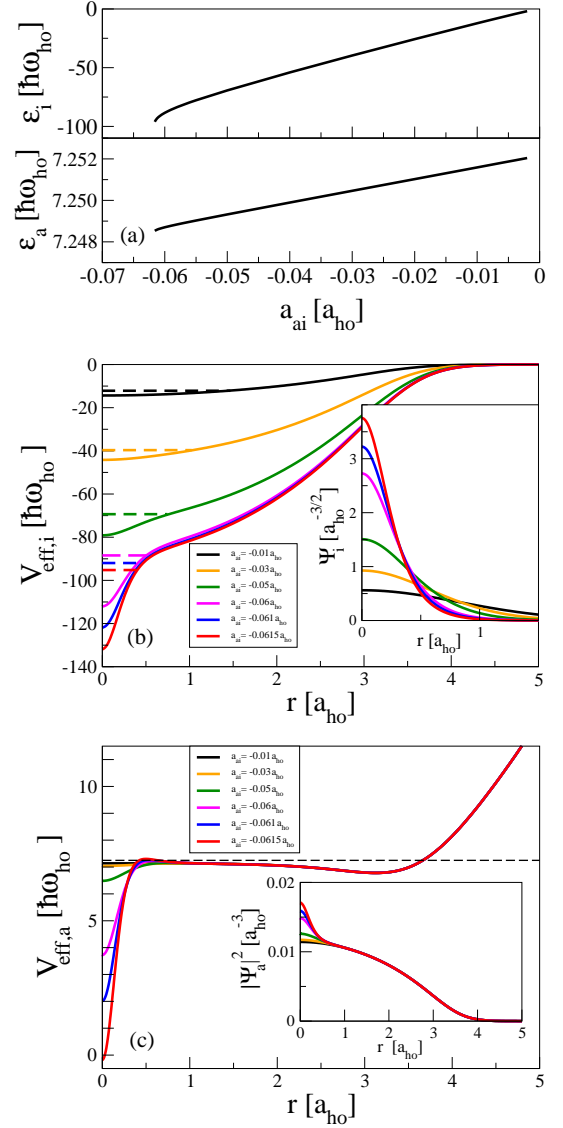 0
-50
-100
ε_i [ħω_ho]
7.252
7.250
7.248
ε_a [ħω_ho]
(a)
-0.07 -0.06 -0.05 -0.04 -0.03 -0.02 -0.01 0
a_ai [a_ho]
0
-20
-40
-60
-80
-100
-120
-140
V_eff,i [ħω_ho]
(b)
a_ai= -0.01a_ho
a_ai= -0.03a_ho
a_ai= -0.05a_ho
a_ai= -0.06a_ho
a_ai= -0.061a_ho
a_ai= -0.0615a_ho
Ψ_i [a_ho^-3/2]
3
2
1
0
0 1
r [a_ho]
0 1 2 3 4 5
r [a_ho]
10
5
0
V_eff,a [ħω_ho]
(c)
a_ai= -0.01a_ho
a_ai= -0.03a_ho
a_ai= -0.05a_ho
a_ai= -0.06a_ho
a_ai= -0.061a_ho
a_ai= -0.0615a_ho
|Ψ_a|^2 [a_ho^-3]
0.02
0.01
0
0 1 2 3 4 5
r [a_ho]
0 1 2 3 4 5
r [a_ho]